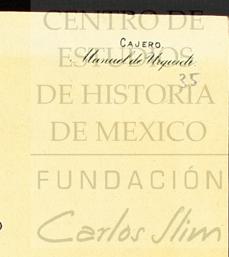 CENTRO DE
CAJERO.
ESTUDIOS
Manuel de Urquidi
35
DE HISTORIA
DE MEXICO
FUNDACIÓN
Carlos Slim